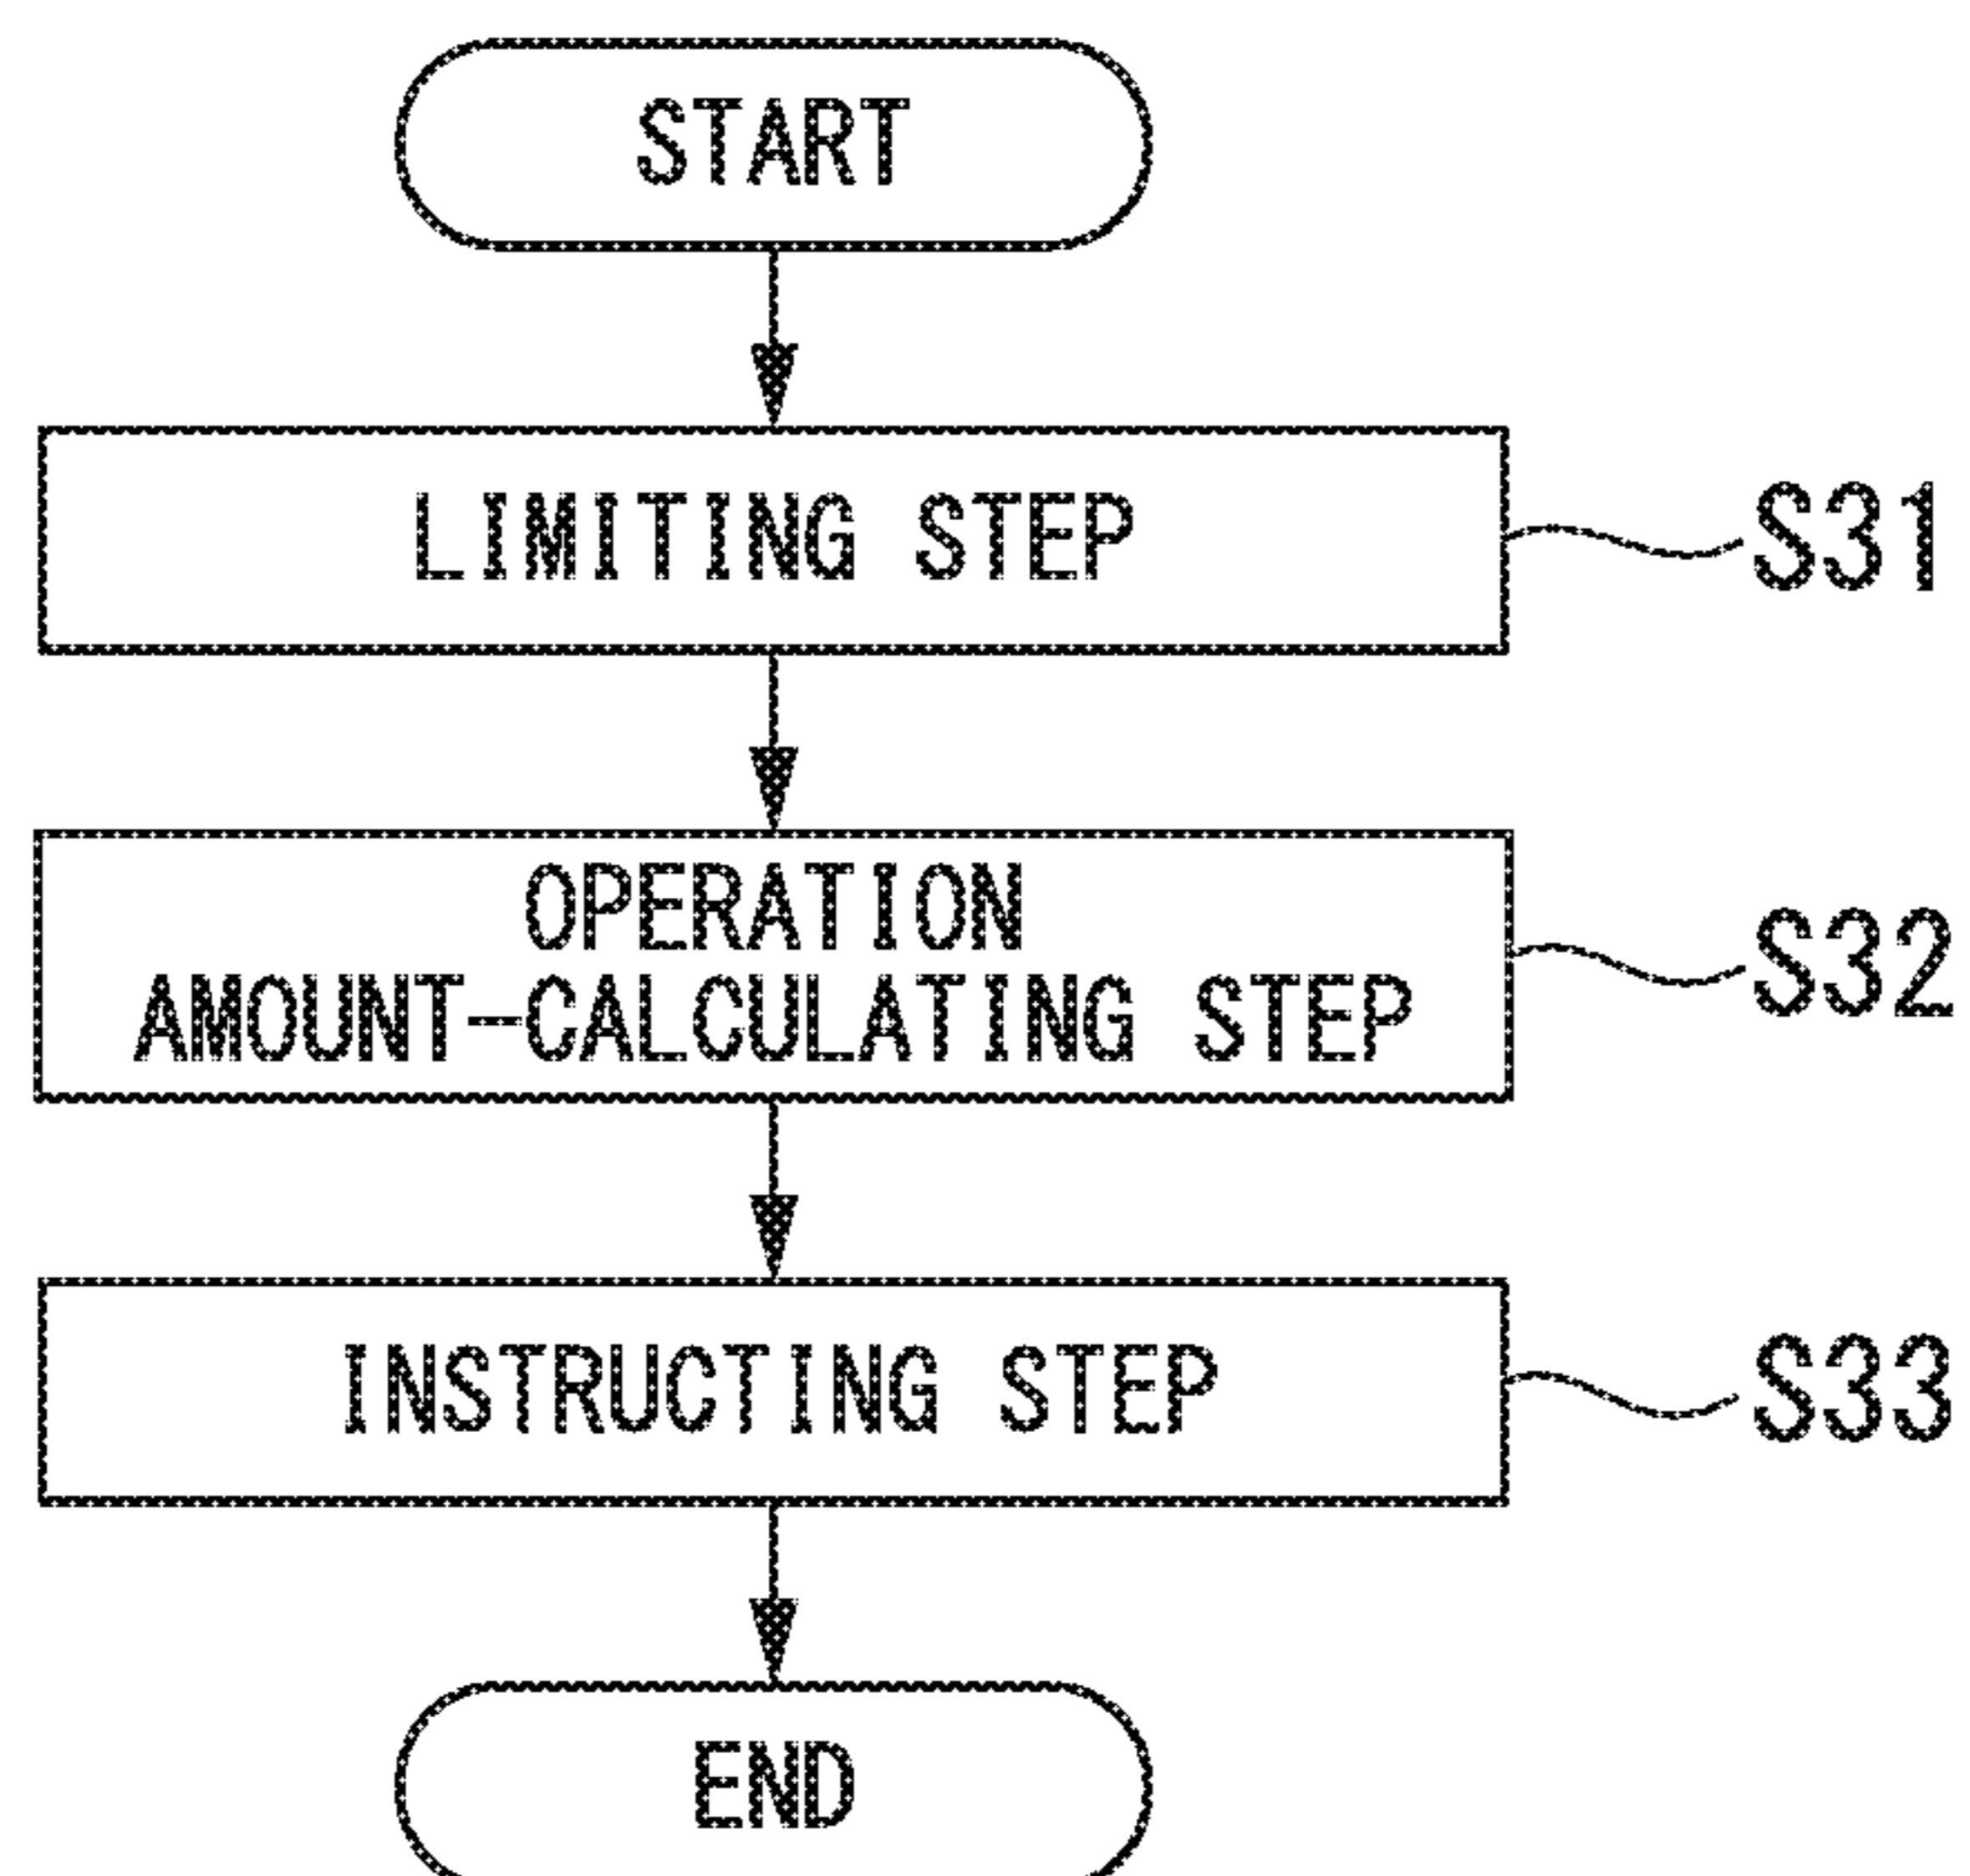 START
LIMITING STEP
S31
OPERATION
AMOUNT-CALCULATING STEP
S32
INSTRUCTING STEP
S33
END